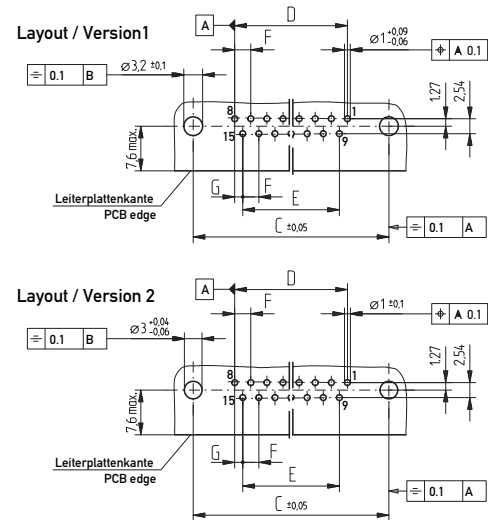 Layout / Version1
A
D
F
ø1 +0,09 -0,06
⌖ A 0.1
ø3,2 ±0,1
⌯ 0.1 B
1.27
2,54
8
1
15
9
7,6 max.
G
F
E
Leiterplattenkante
PCB edge
C ±0,05
⌯ 0.1 A
Layout / Version 2
A
D
F
ø1 ±0,1
⌖ A 0.1
ø3 +0,04 -0,06
⌯ 0.1 B
1.27
2,54
8
1
15
9
7,6 max.
G
F
E
Leiterplattenkante
PCB edge
C ±0,05
⌯ 0.1 A